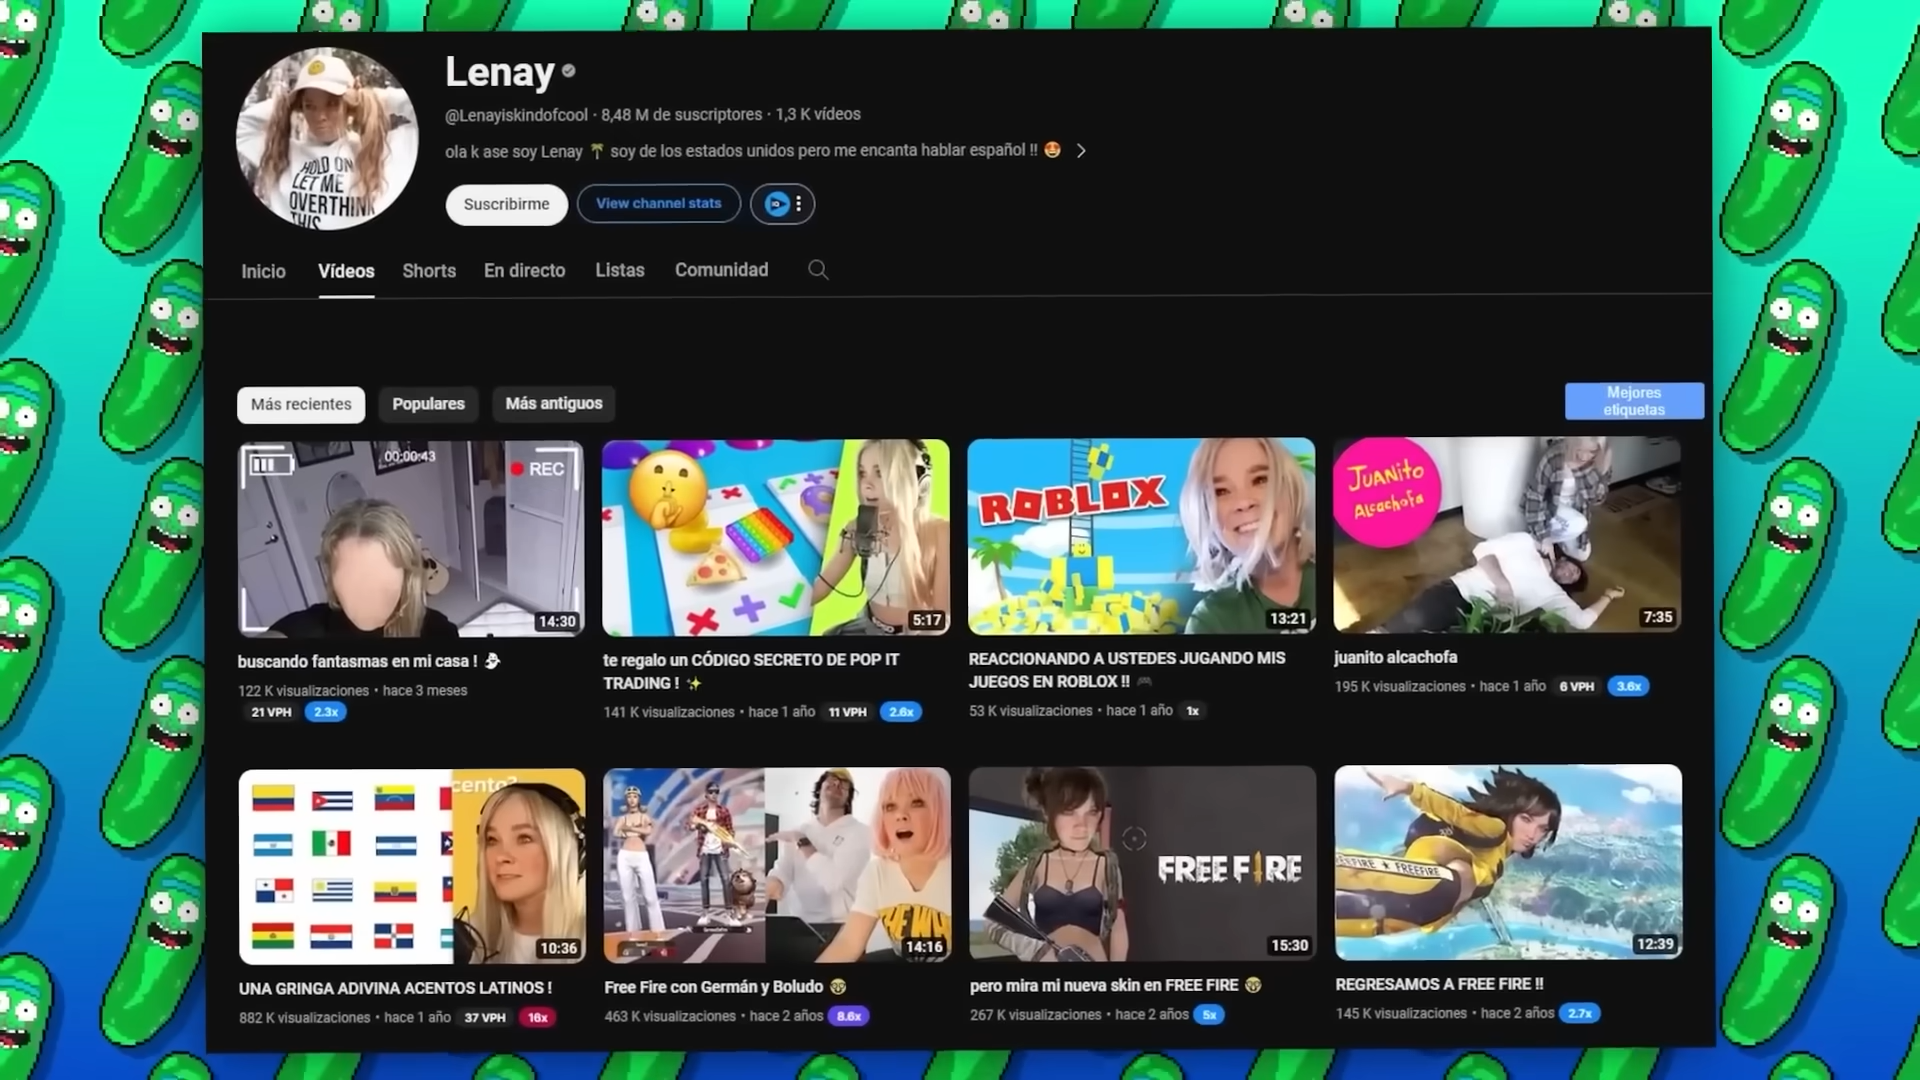 Lenay
@Lenayiskindofcool · 8,48 M de suscriptores · 1,3 K vídeos
ola k ase soy Lenay 🌴 soy de los estados unidos pero me encanta hablar español !! 🤩
HOLD ON
LET ME
OVERTHINK
THIS
Suscribirme
View channel stats
IQ
Inicio
Vídeos
Shorts
En directo
Listas
Comunidad
Más recientes
Populares
Más antiguos
Mejores
etiquetas
00:00:43
REC
14:30
5:17
ROBLOX
13:21
JUANITO
Alcachofa
7:35
buscando fantasmas en mi casa ! 👻
122 K visualizaciones • hace 3 meses
21 VPH
2.3x
te regalo un CÓDIGO SECRETO DE POP IT
TRADING ! ✨
141 K visualizaciones • hace 1 año
11 VPH
2.6x
REACCIONANDO A USTEDES JUGANDO MIS
JUEGOS EN ROBLOX !! 🎮
53 K visualizaciones • hace 1 año
1x
juanito alcachofa
195 K visualizaciones • hace 1 año
6 VPH
3.6x
cento?
10:36
14:16
FREE FIRE
15:30
FREEFIRE
12:39
UNA GRINGA ADIVINA ACENTOS LATINOS !
882 K visualizaciones • hace 1 año
37 VPH
16x
Free Fire con Germán y Boludo 🤓
463 K visualizaciones • hace 2 años
8.6x
pero mira mi nueva skin en FREE FIRE 🤓
267 K visualizaciones • hace 2 años
5x
REGRESAMOS A FREE FIRE !!
145 K visualizaciones • hace 2 años
2.7x